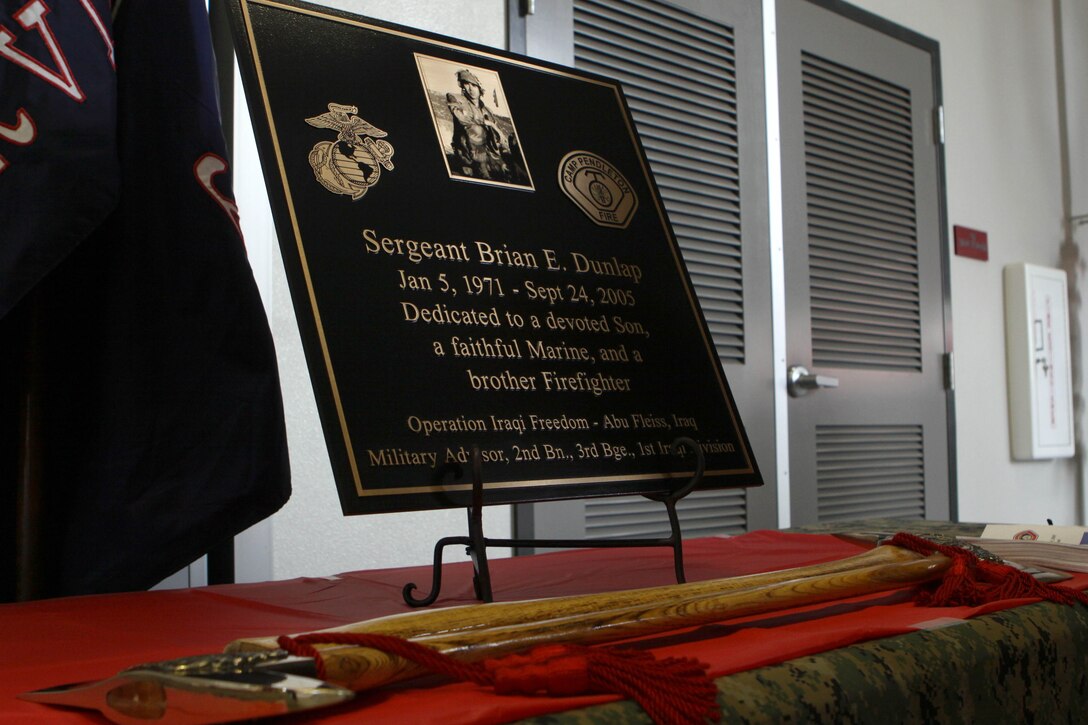 CAMP PENDLETON
FIRE
Sergeant Brian E. Dunlap
Jan 5, 1971 - Sept 24, 2005
Dedicated to a devoted Son,
a faithful Marine, and a
brother Firefighter
Operation Iraqi Freedom - Abu Fleiss, Iraq
Military Advisor, 2nd Bn., 3rd Bge., 1st Iraqi Division